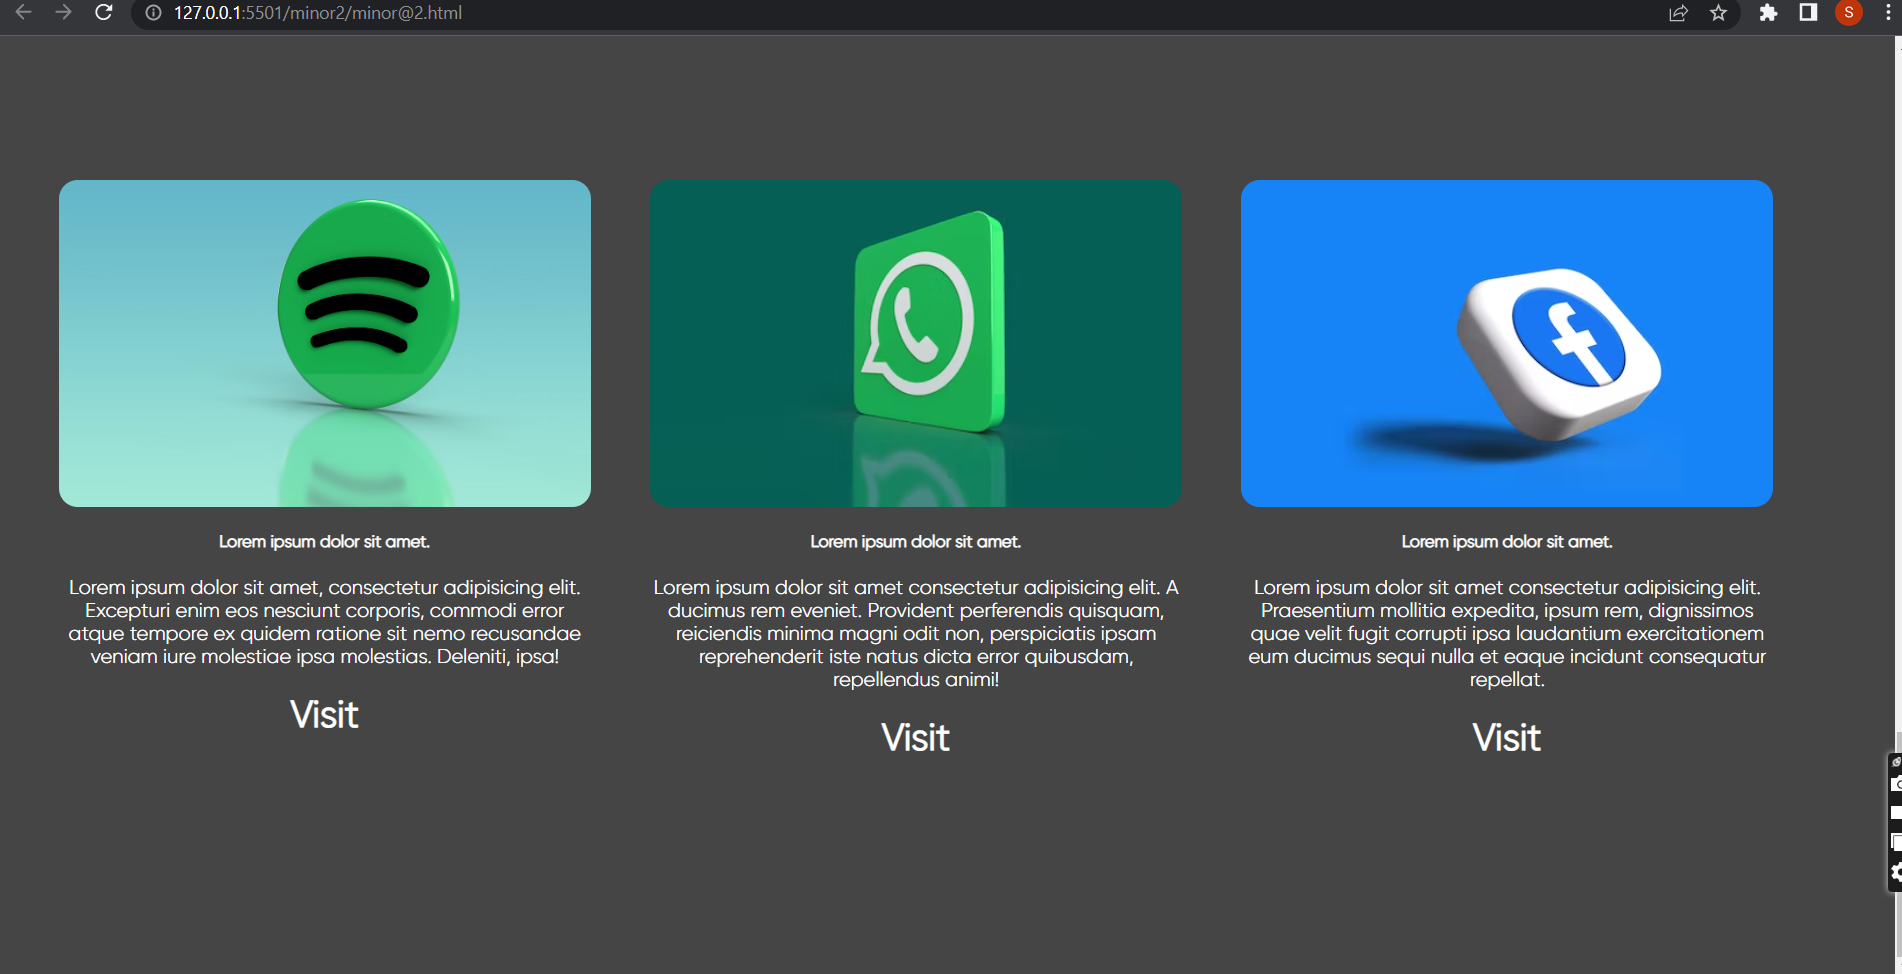 127.0.0.1:5501/minor2/minor@2.html
S
Lorem ipsum dolor sit amet.
Lorem ipsum dolor sit amet, consectetur adipisicing elit.
Excepturi enim eos nesciunt corporis, commodi error
atque tempore ex quidem ratione sit nemo recusandae
veniam iure molestiae ipsa molestias. Deleniti, ipsa!
Visit
Lorem ipsum dolor sit amet.
Lorem ipsum dolor sit amet consectetur adipisicing elit. A
ducimus rem eveniet. Provident perferendis quisquam,
reiciendis minima magni odit non, perspiciatis ipsam
reprehenderit iste natus dicta error quibusdam,
repellendus animi!
Visit
Lorem ipsum dolor sit amet.
Lorem ipsum dolor sit amet consectetur adipisicing elit.
Praesentium mollitia expedita, ipsum rem, dignissimos
quae velit fugit corrupti ipsa laudantium exercitationem
eum ducimus sequi nulla et eaque incidunt consequatur
repellat.
Visit